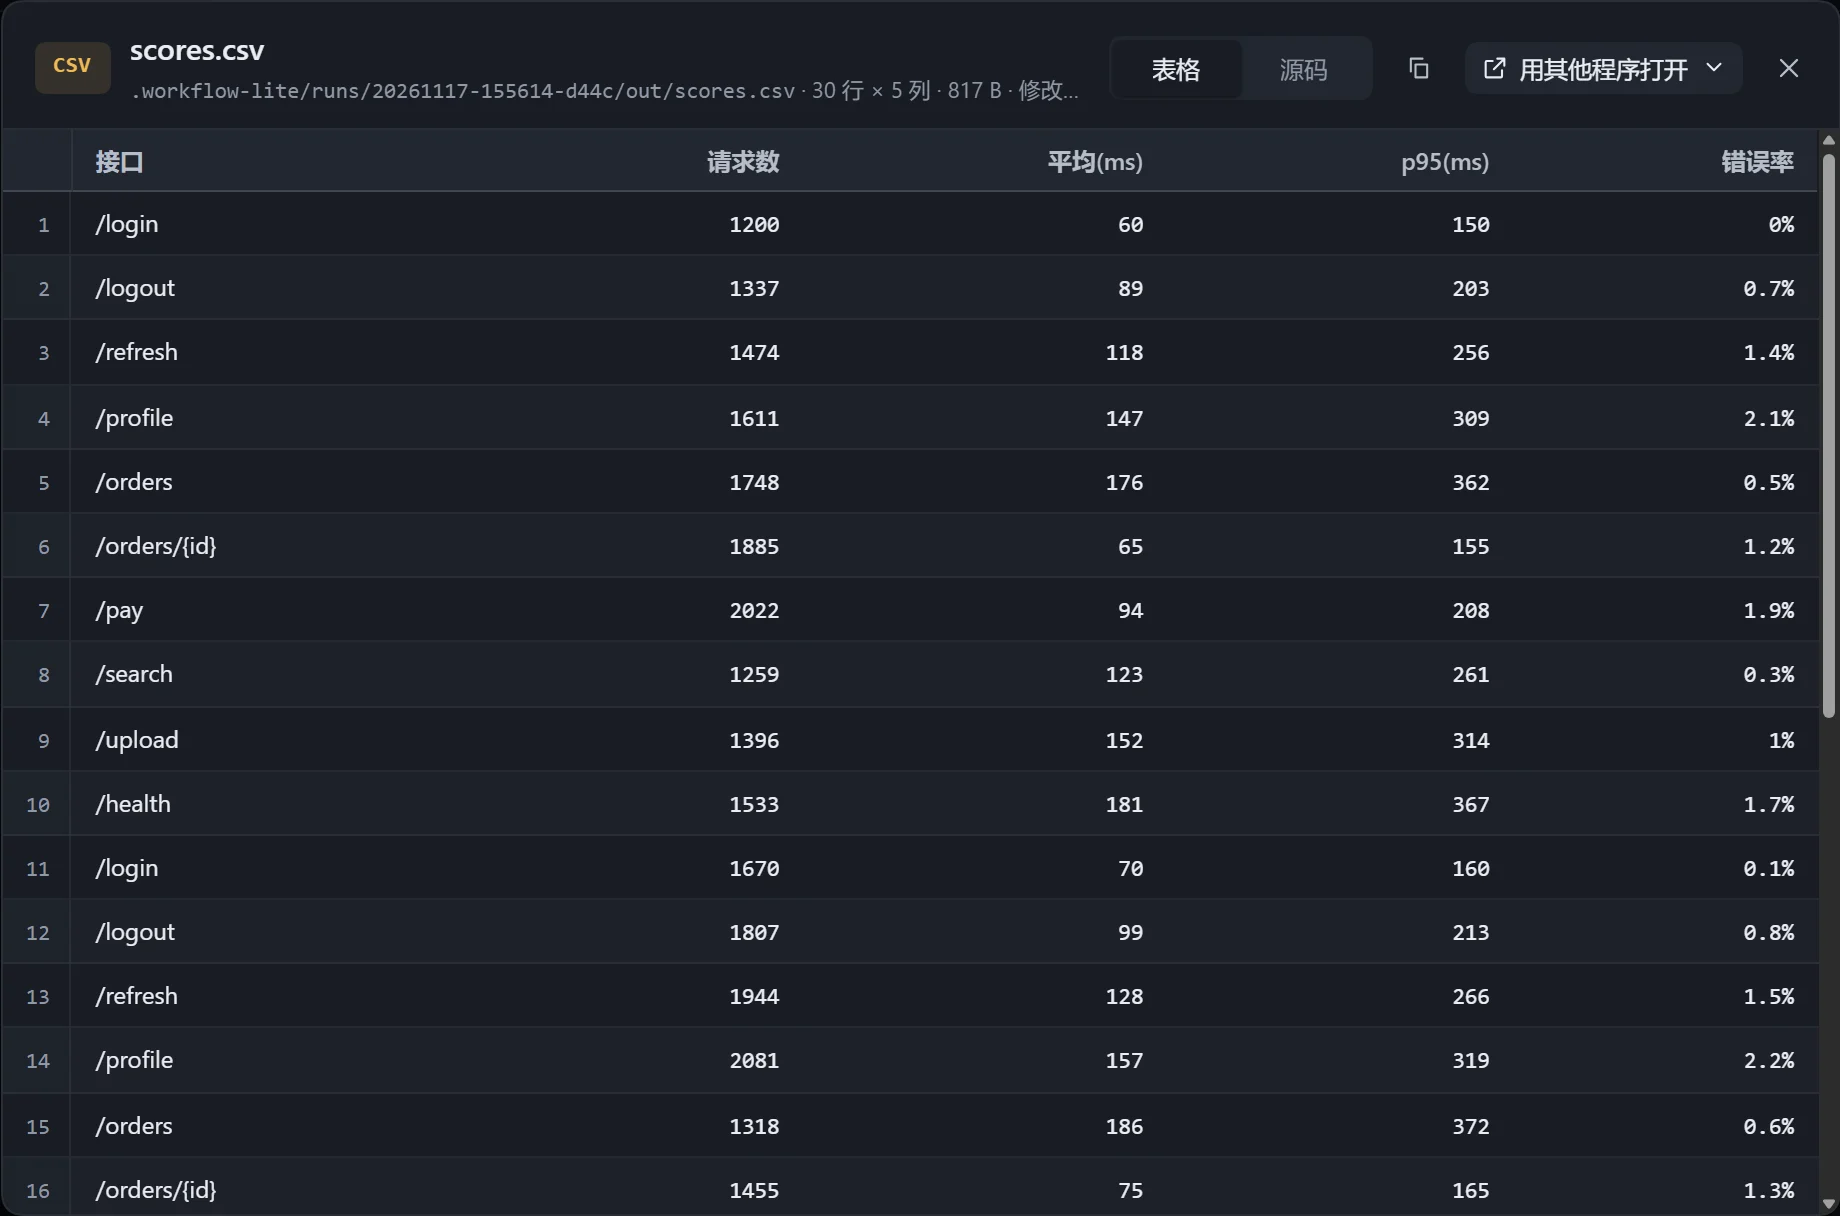 CSV
scores.csv
.workflow-lite/runs/20261117-155614-d44c/out/scores.csv · 30 行 × 5 列 · 817 B · 修改...
表格 源码 用其他程序打开
接口 请求数 平均(ms) p95(ms) 错误率
1 /login 1200 60 150 0%
2 /logout 1337 89 203 0.7%
3 /refresh 1474 118 256 1.4%
4 /profile 1611 147 309 2.1%
5 /orders 1748 176 362 0.5%
6 /orders/{id} 1885 65 155 1.2%
7 /pay 2022 94 208 1.9%
8 /search 1259 123 261 0.3%
9 /upload 1396 152 314 1%
10 /health 1533 181 367 1.7%
11 /login 1670 70 160 0.1%
12 /logout 1807 99 213 0.8%
13 /refresh 1944 128 266 1.5%
14 /profile 2081 157 319 2.2%
15 /orders 1318 186 372 0.6%
16 /orders/{id} 1455 75 165 1.3%